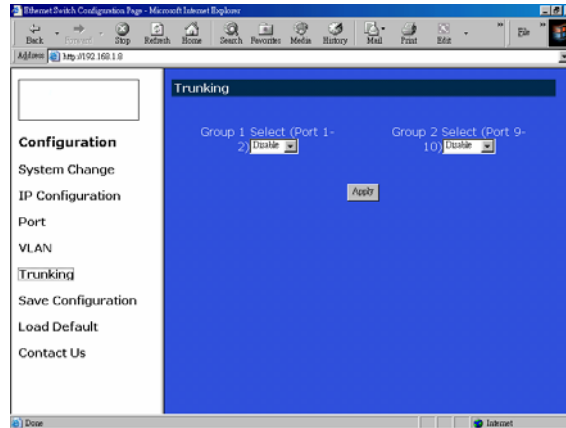 Ethernet Switch Configuration Page - Microsoft Internet Explorer
Back Forward Stop Refresh Home Search Favorites Media History Mail Print Edit
Address http://192.168.1.8
Trunking
Group 1 Select (Port 1-
2) Disable
Group 2 Select (Port 9-
10) Disable
Apply
Configuration
System Change
IP Configuration
Port
VLAN
Trunking
Save Configuration
Load Default
Contact Us
Done
Internet